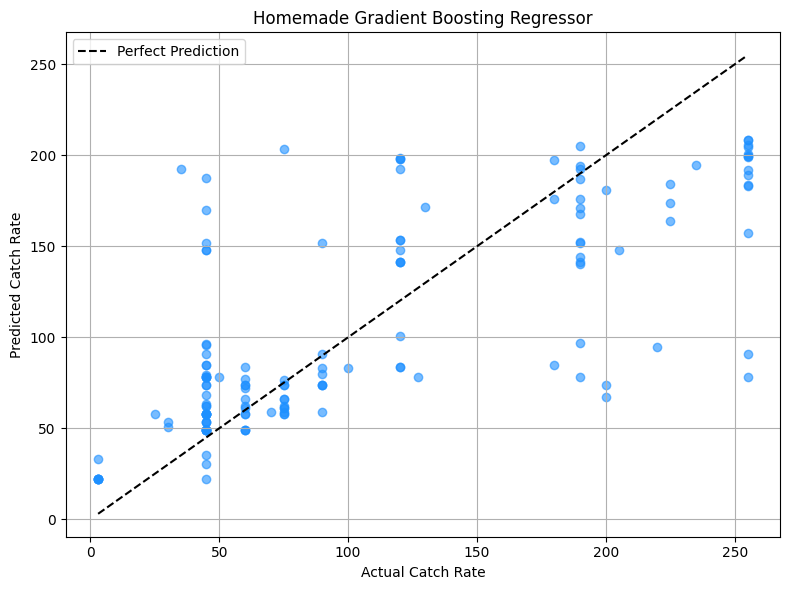 Homemade Gradient Boosting Regressor
Perfect Prediction
Predicted Catch Rate
250
200
150
100
50
0
0 50 100 150 200 250
Actual Catch Rate